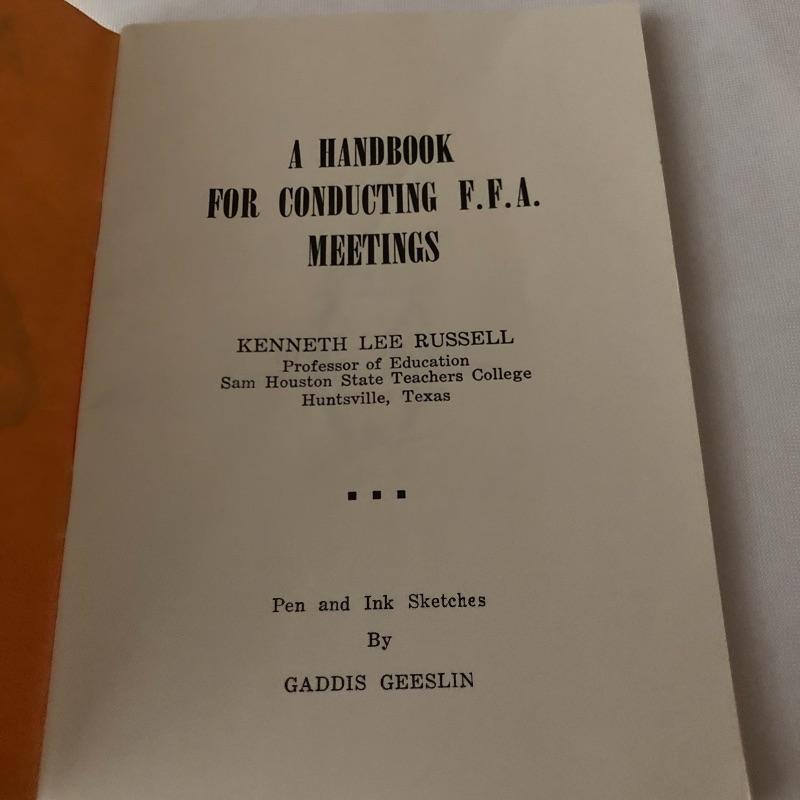 A HANDBOOK
FOR CONDUCTING F.F.A.
MEETINGS
KENNETH LEE RUSSELL
Professor of Education
Sam Houston State Teachers College
Huntsville, Texas
Pen and Ink Sketches
By
GADDIS GEESLIN